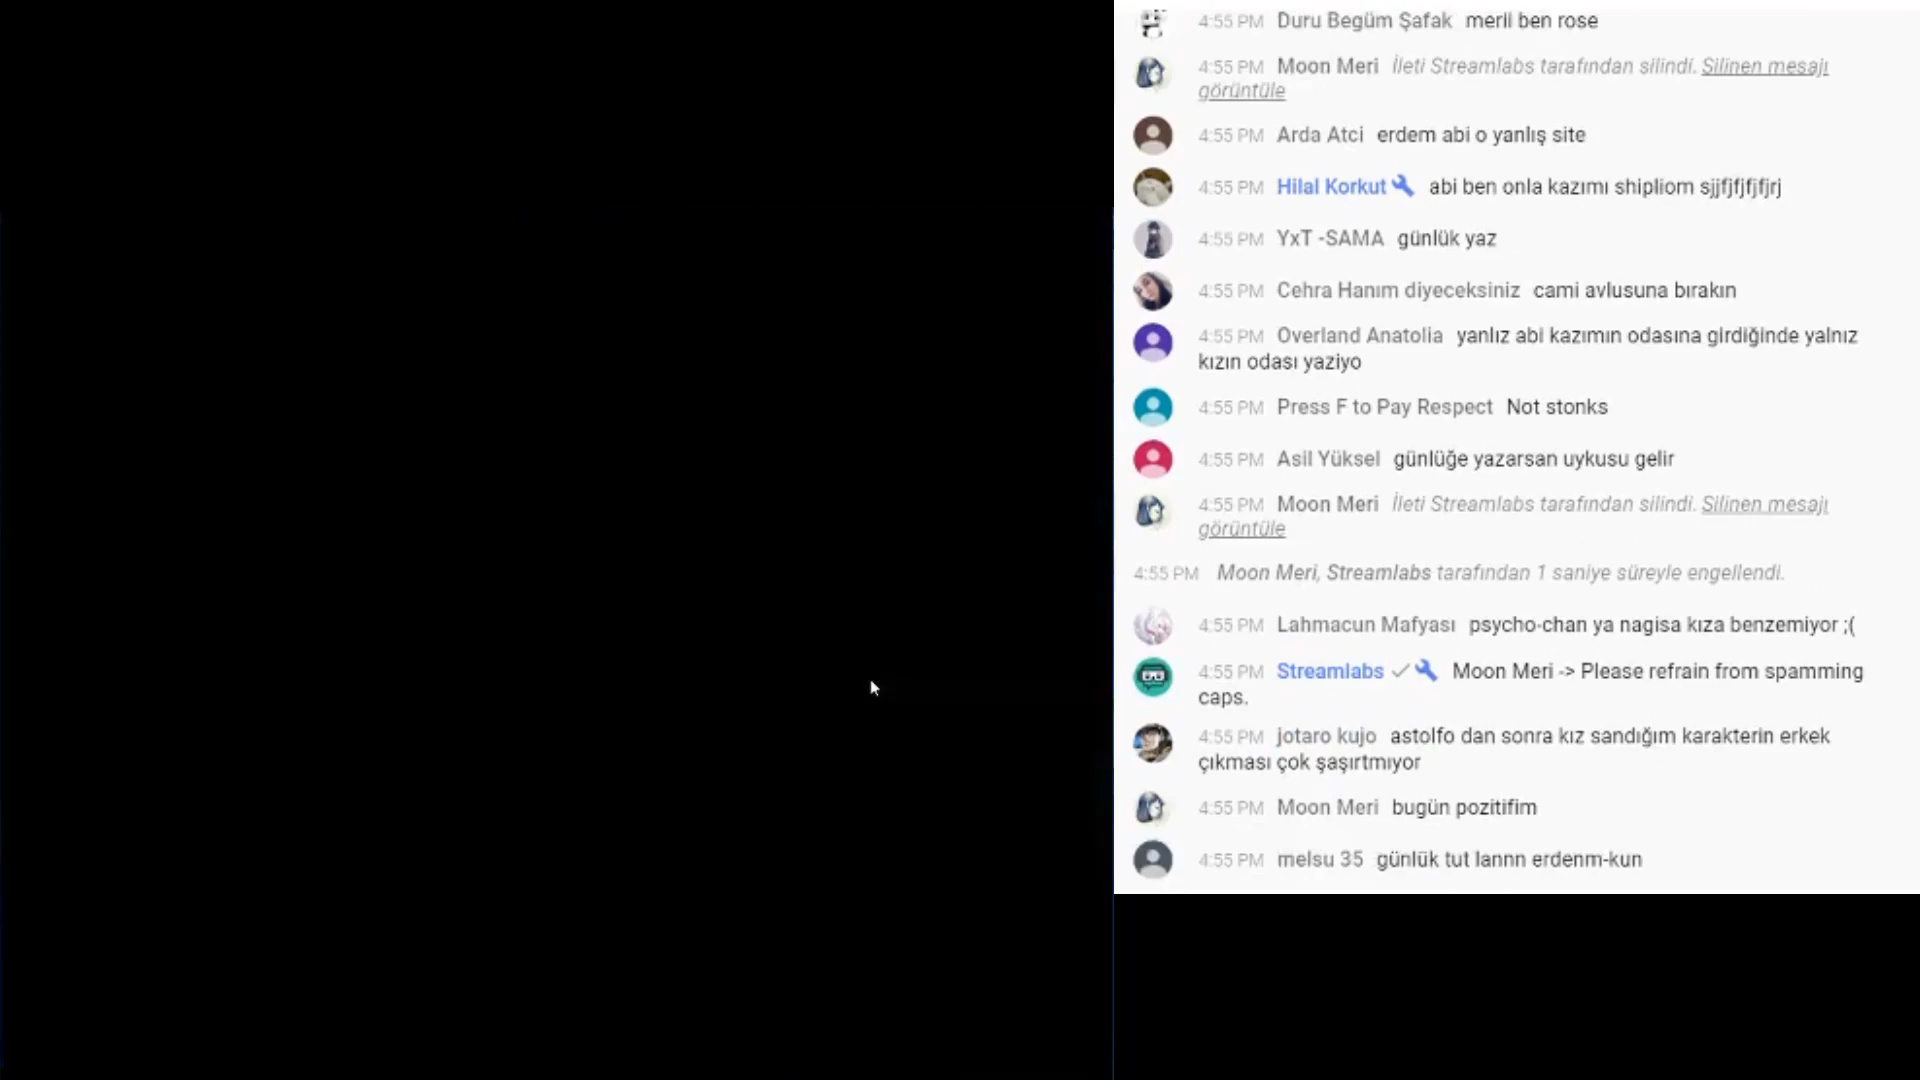 4:55 PM Duru Begüm Şafak merii ben rose
4:55 PM Moon Meri İleti Streamlabs tarafından silindi. Silinen mesajı
görüntüle
4:55 PM Arda Atci erdem abi o yanlış site
4:55 PM Hilal Korkut abi ben onla kazımı shipliom sjjfjfjfjfjrj
4:55 PM YxT -SAMA günlük yaz
4:55 PM Cehra Hanım diyeceksiniz cami avlusuna bırakın
4:55 PM Overland Anatolia yanlız abi kazımın odasına girdiğinde yalnız
kızın odası yaziyo
4:55 PM Press F to Pay Respect Not stonks
4:55 PM Asil Yüksel günlüğe yazarsan uykusu gelir
4:55 PM Moon Meri İleti Streamlabs tarafından silindi. Silinen mesajı
görüntüle
4:55 PM Moon Meri, Streamlabs tarafından 1 saniye süreyle engellendi.
4:55 PM Lahmacun Mafyası psycho-chan ya nagisa kıza benzemiyor ;(
4:55 PM Streamlabs Moon Meri -> Please refrain from spamming
caps.
4:55 PM jotaro kujo astolfo dan sonra kız sandığım karakterin erkek
çıkması çok şaşırtmıyor
4:55 PM Moon Meri bugün pozitifim
4:55 PM melsu 35 günlük tut lannn erdenm-kun